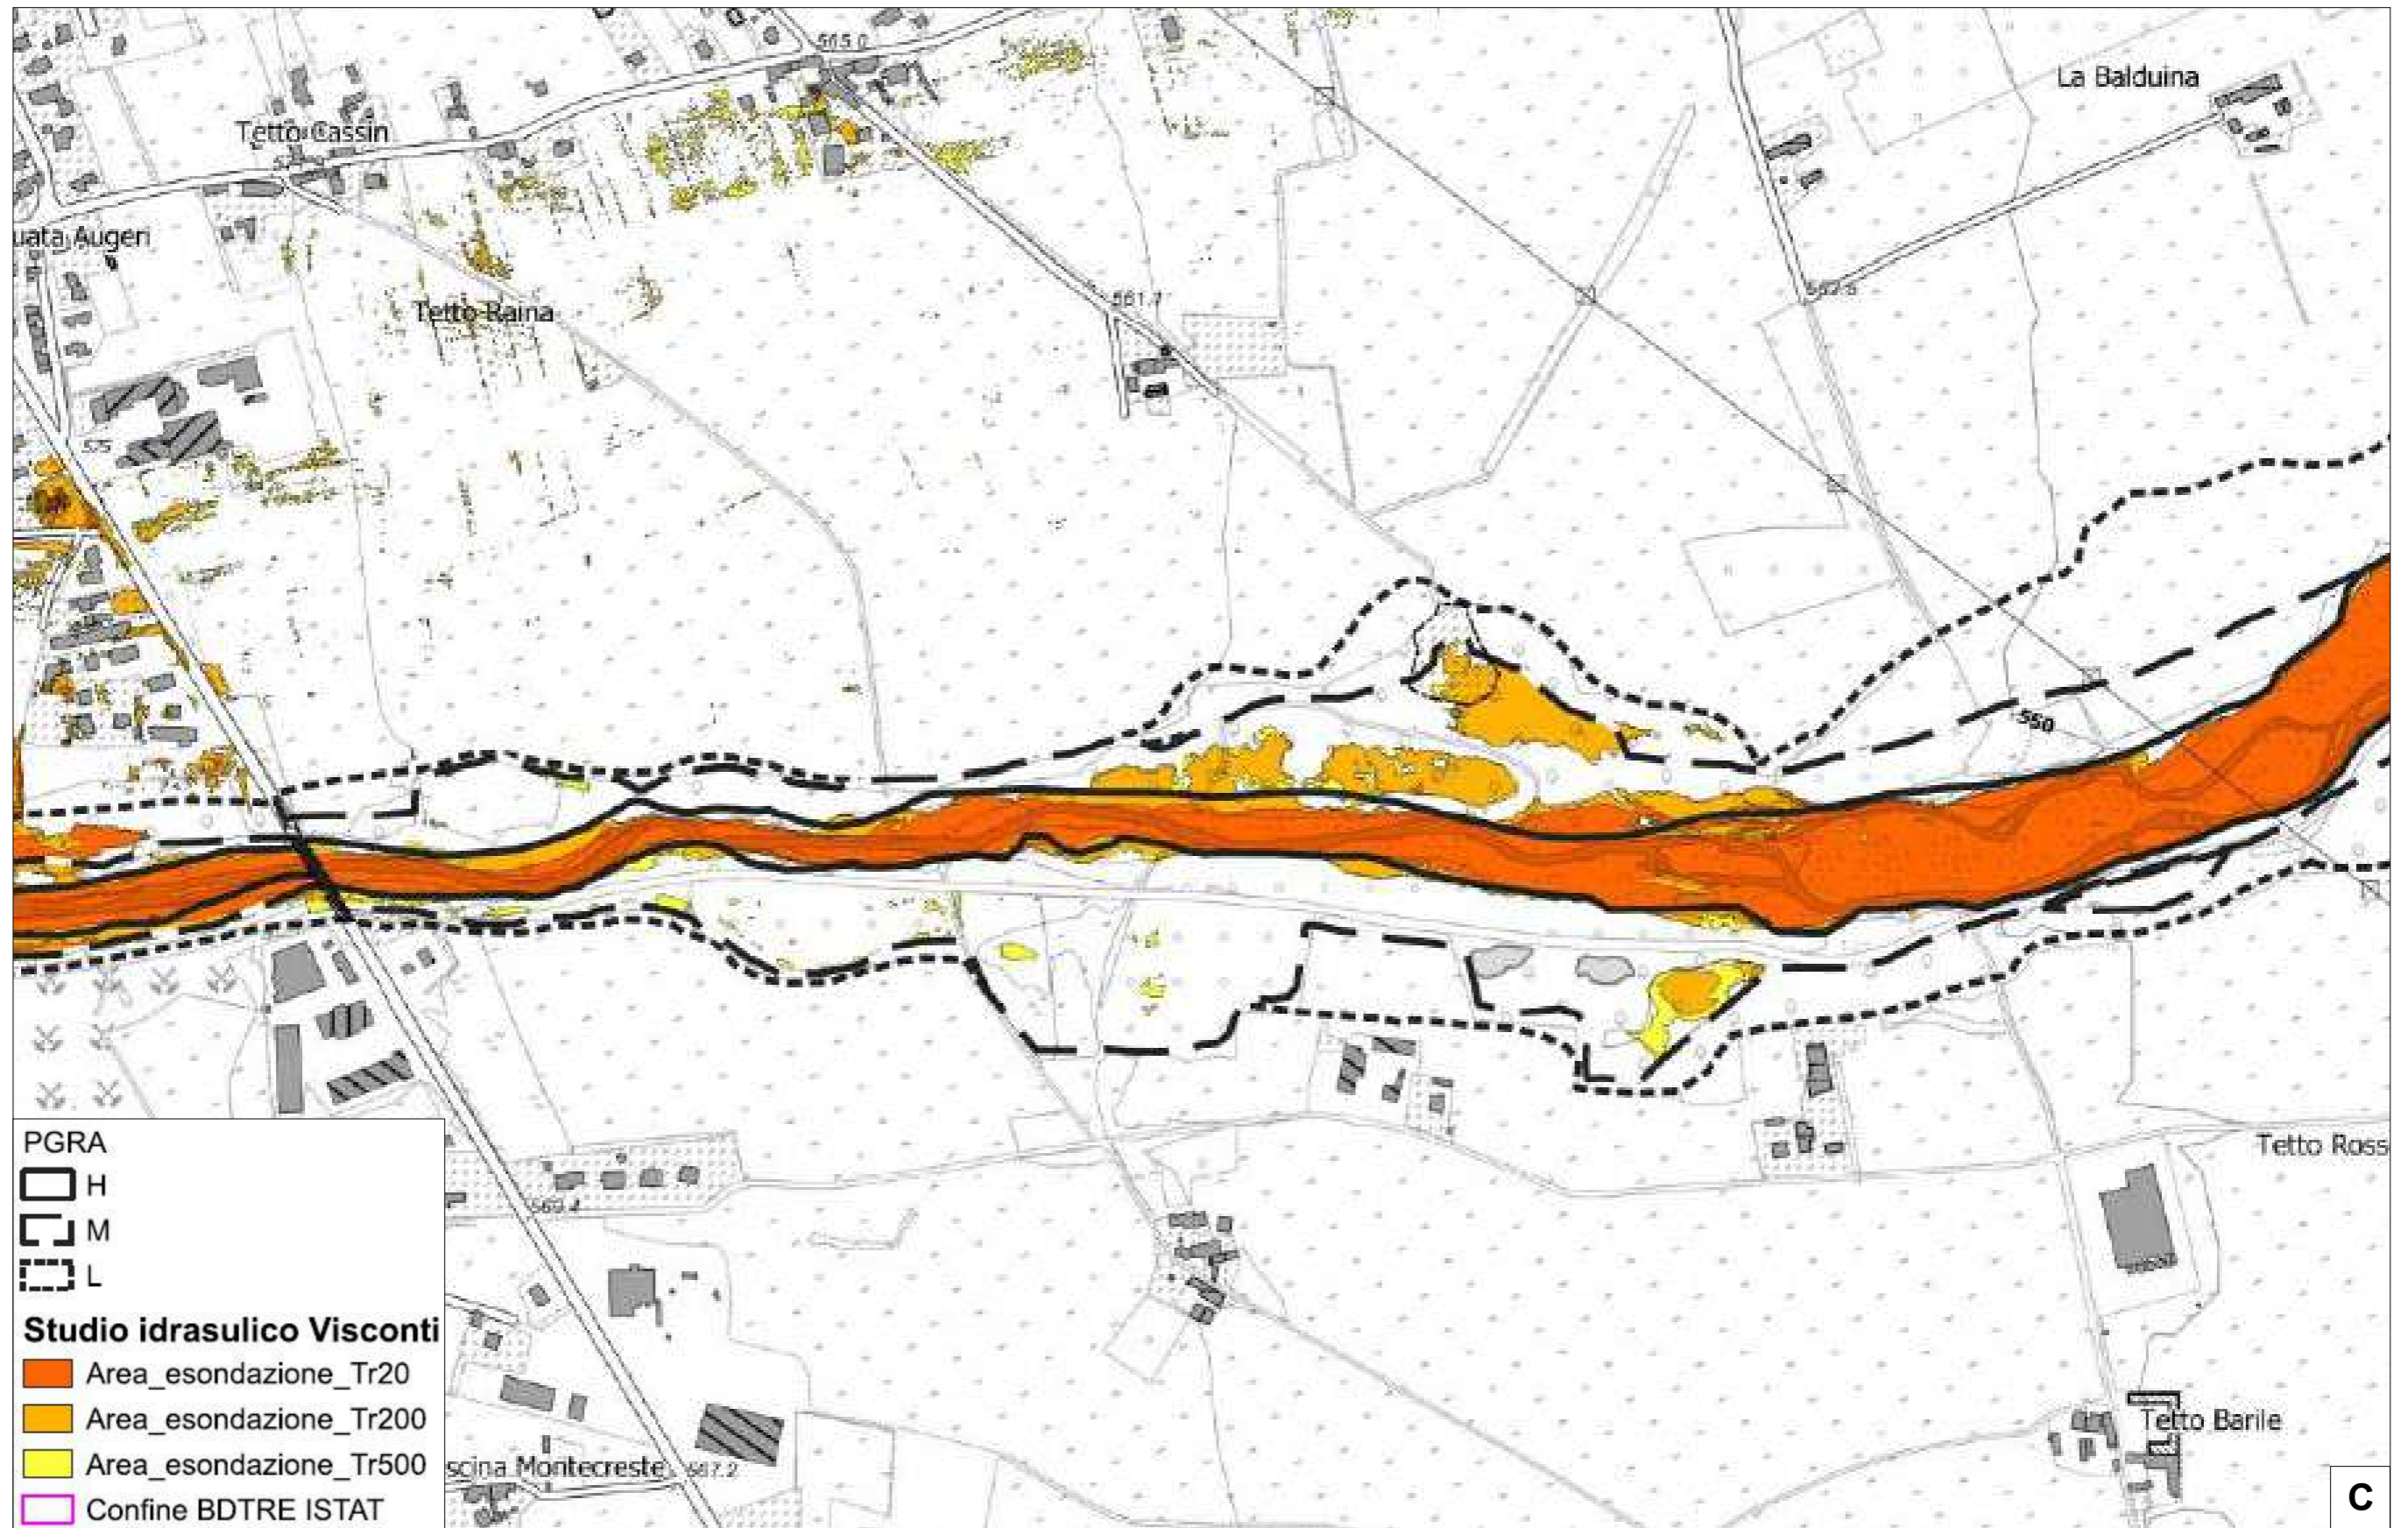 565.0
La Balduina
Tetto Cassin
uata Augeri
561.7
Tetto Raina
575
550
Tetto Ross
569.4
Tetto Barile
scina Montecreste
567.2
PGRA
H
M
L
Studio idrasulico Visconti
Area_esondazione_Tr20
Area_esondazione_Tr200
Area_esondazione_Tr500
Confine BDTRE ISTAT
C